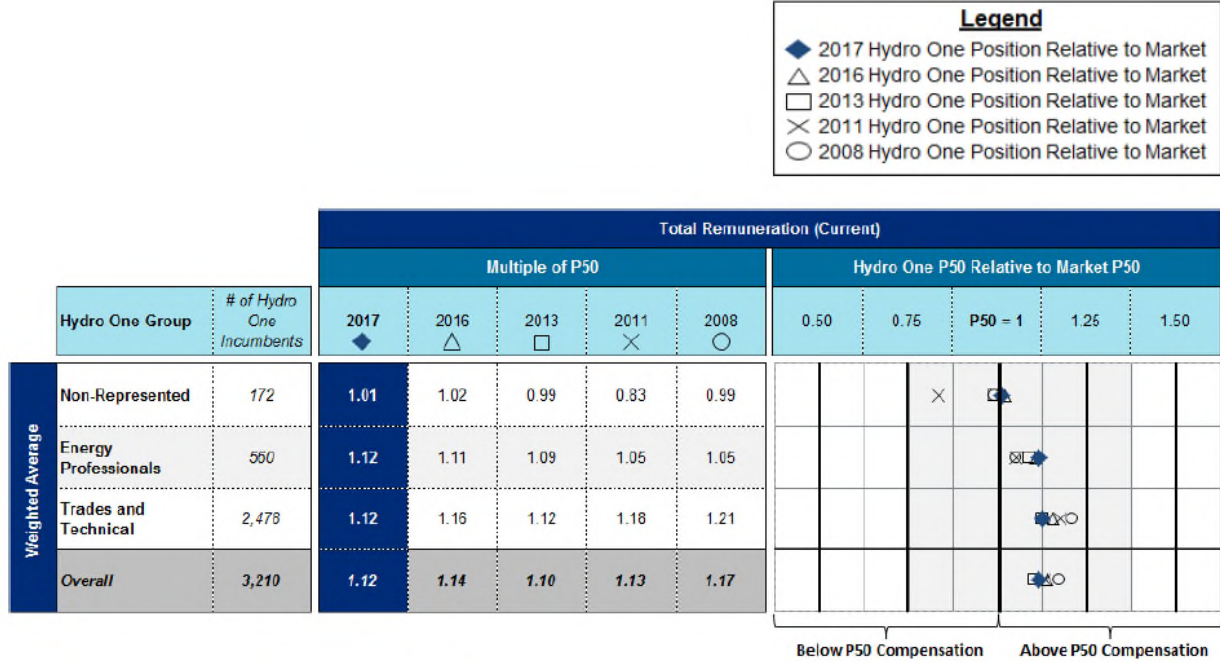 Legend
2017 Hydro One Position Relative to Market
2016 Hydro One Position Relative to Market
2013 Hydro One Position Relative to Market
2011 Hydro One Position Relative to Market
2008 Hydro One Position Relative to Market
Total Remuneration (Current)
Multiple of P50
Hydro One P50 Relative to Market P50
Hydro One Group
# of Hydro
One
Incumbents
2017
2016
2013
2011
2008
0.50
0.75
P50 = 1
1.25
1.50
Weighted Average
Non-Represented
172
1.01
1.02
0.99
0.83
0.99
Energy
Professionals
560
1.12
1.11
1.09
1.05
1.05
Trades and
Technical
2,478
1.12
1.16
1.12
1.18
1.21
Overall
3,210
1.12
1.14
1.10
1.13
1.17
Below P50 Compensation
Above P50 Compensation